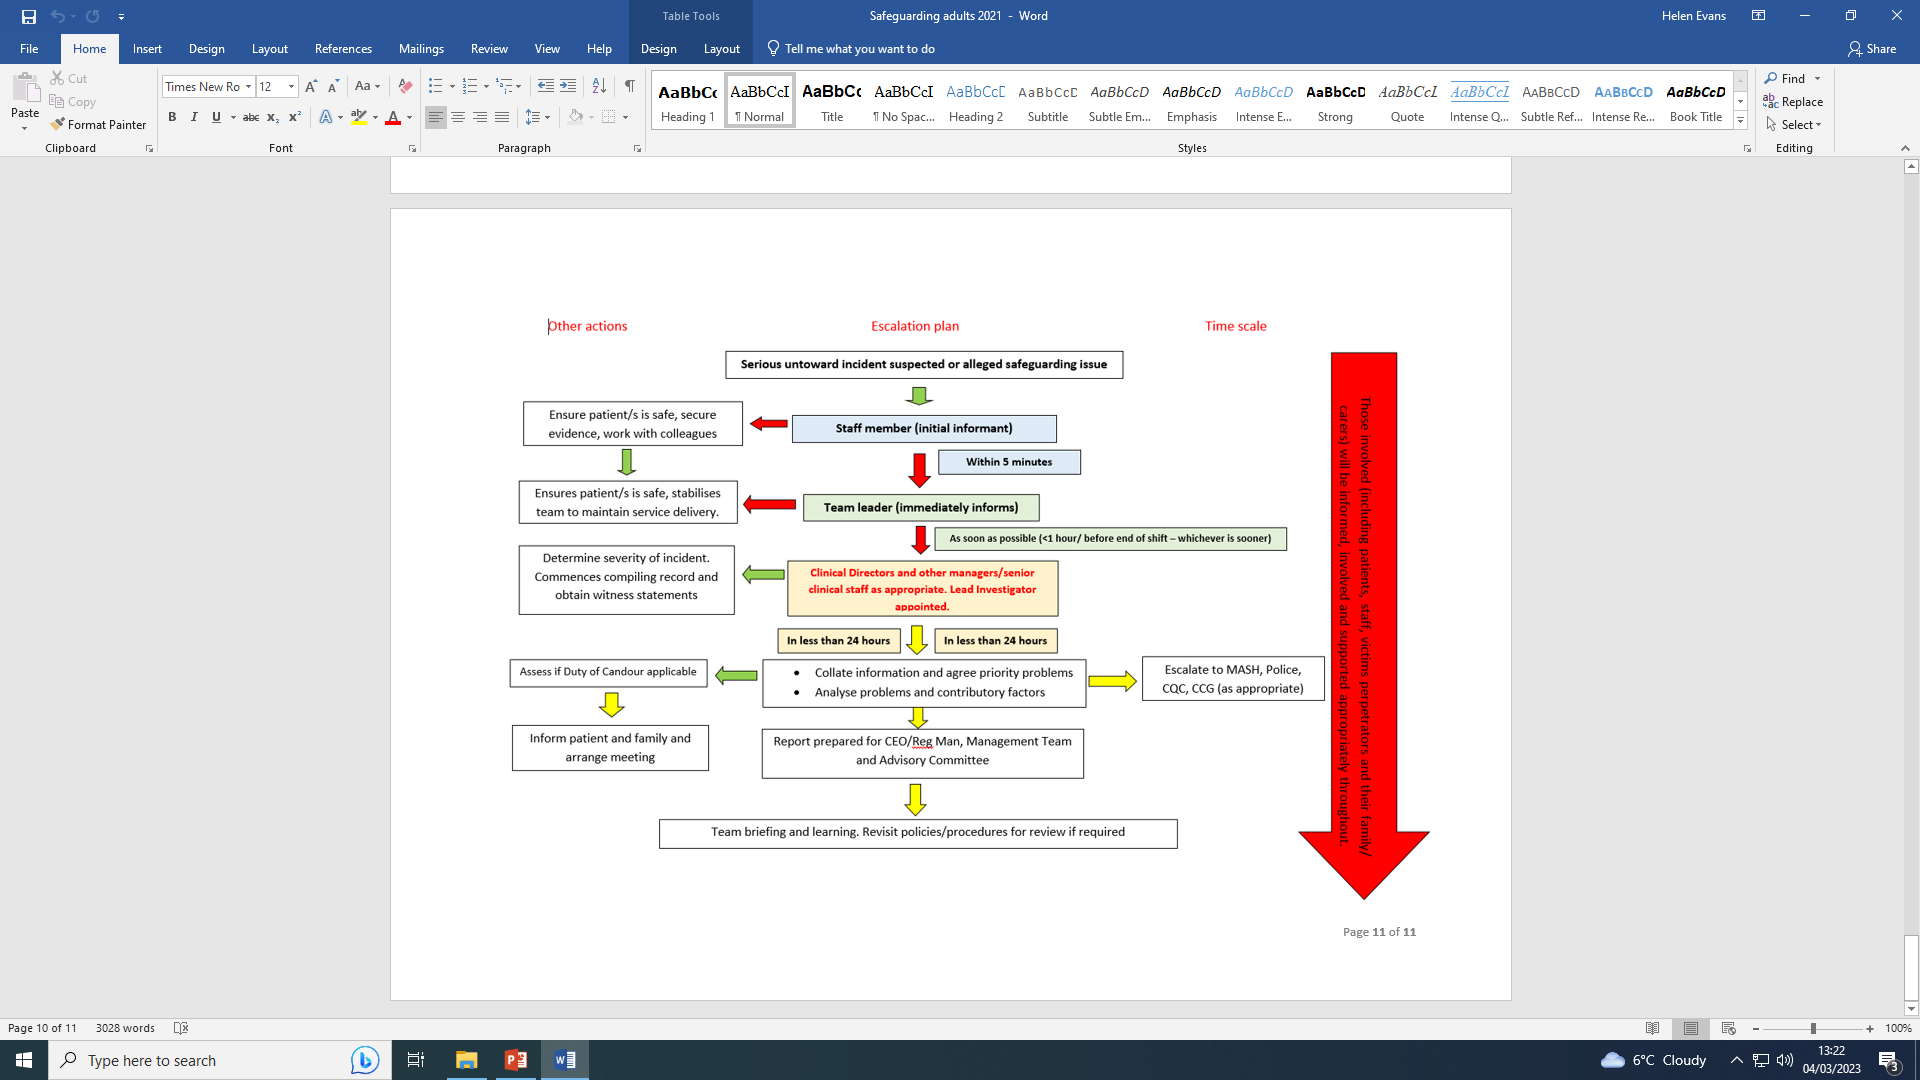 Table Tools
Safeguarding adults 2021 - Word
Helen Evans
File Home Insert Design Layout References Mailings Review View Help Design Layout Tell me what you want to do Share
Paste
Cut
Copy
Format Painter
Clipboard
Times New Ro 12
Aa
B I U abc x₂ x²
Font
Paragraph
AaBbCc AaBbCcI AaBbCc AaBbCcI AaBbCcD AaBbCcD AaBbCcD AaBbCcD AaBbCcD AaBbCcD AaBbCcL AaBbCcL AaBbCcD AaBbCcD AaBbCcD
Heading 1 ¶ Normal Title ¶ No Spac... Heading 2 Subtitle Subtle Em... Emphasis Intense E... Strong Quote Intense Q... Subtle Ref... Intense Re... Book Title
Styles
Find
Replace
Select
Editing
Other actions
Escalation plan
Time scale
Serious untoward incident suspected or alleged safeguarding issue
Ensure patient/s is safe, secure
evidence, work with colleagues
Staff member (initial informant)
Within 5 minutes
Ensures patient/s is safe, stabilises
team to maintain service delivery.
Team leader (immediately informs)
As soon as possible (<1 hour/ before end of shift – whichever is sooner)
Determine severity of incident.
Commences compiling record and
obtain witness statements
Clinical Directors and other managers/senior
clinical staff as appropriate. Lead Investigator
appointed.
In less than 24 hours
In less than 24 hours
Assess if Duty of Candour applicable
• Collate information and agree priority problems
• Analyse problems and contributory factors
Escalate to MASH, Police,
CQC, CCG (as appropriate)
Inform patient and family and
arrange meeting
Report prepared for CEO/Reg Man, Management Team
and Advisory Committee
Team briefing and learning. Revisit policies/procedures for review if required
Those involved (including patients, staff, victims perpetrators and their family/
carers) will be informed, involved and supported appropriately throughout.
Page 11 of 11
Page 10 of 11 3028 words
100%
Type here to search
6°C Cloudy
13:22
04/03/2023
3